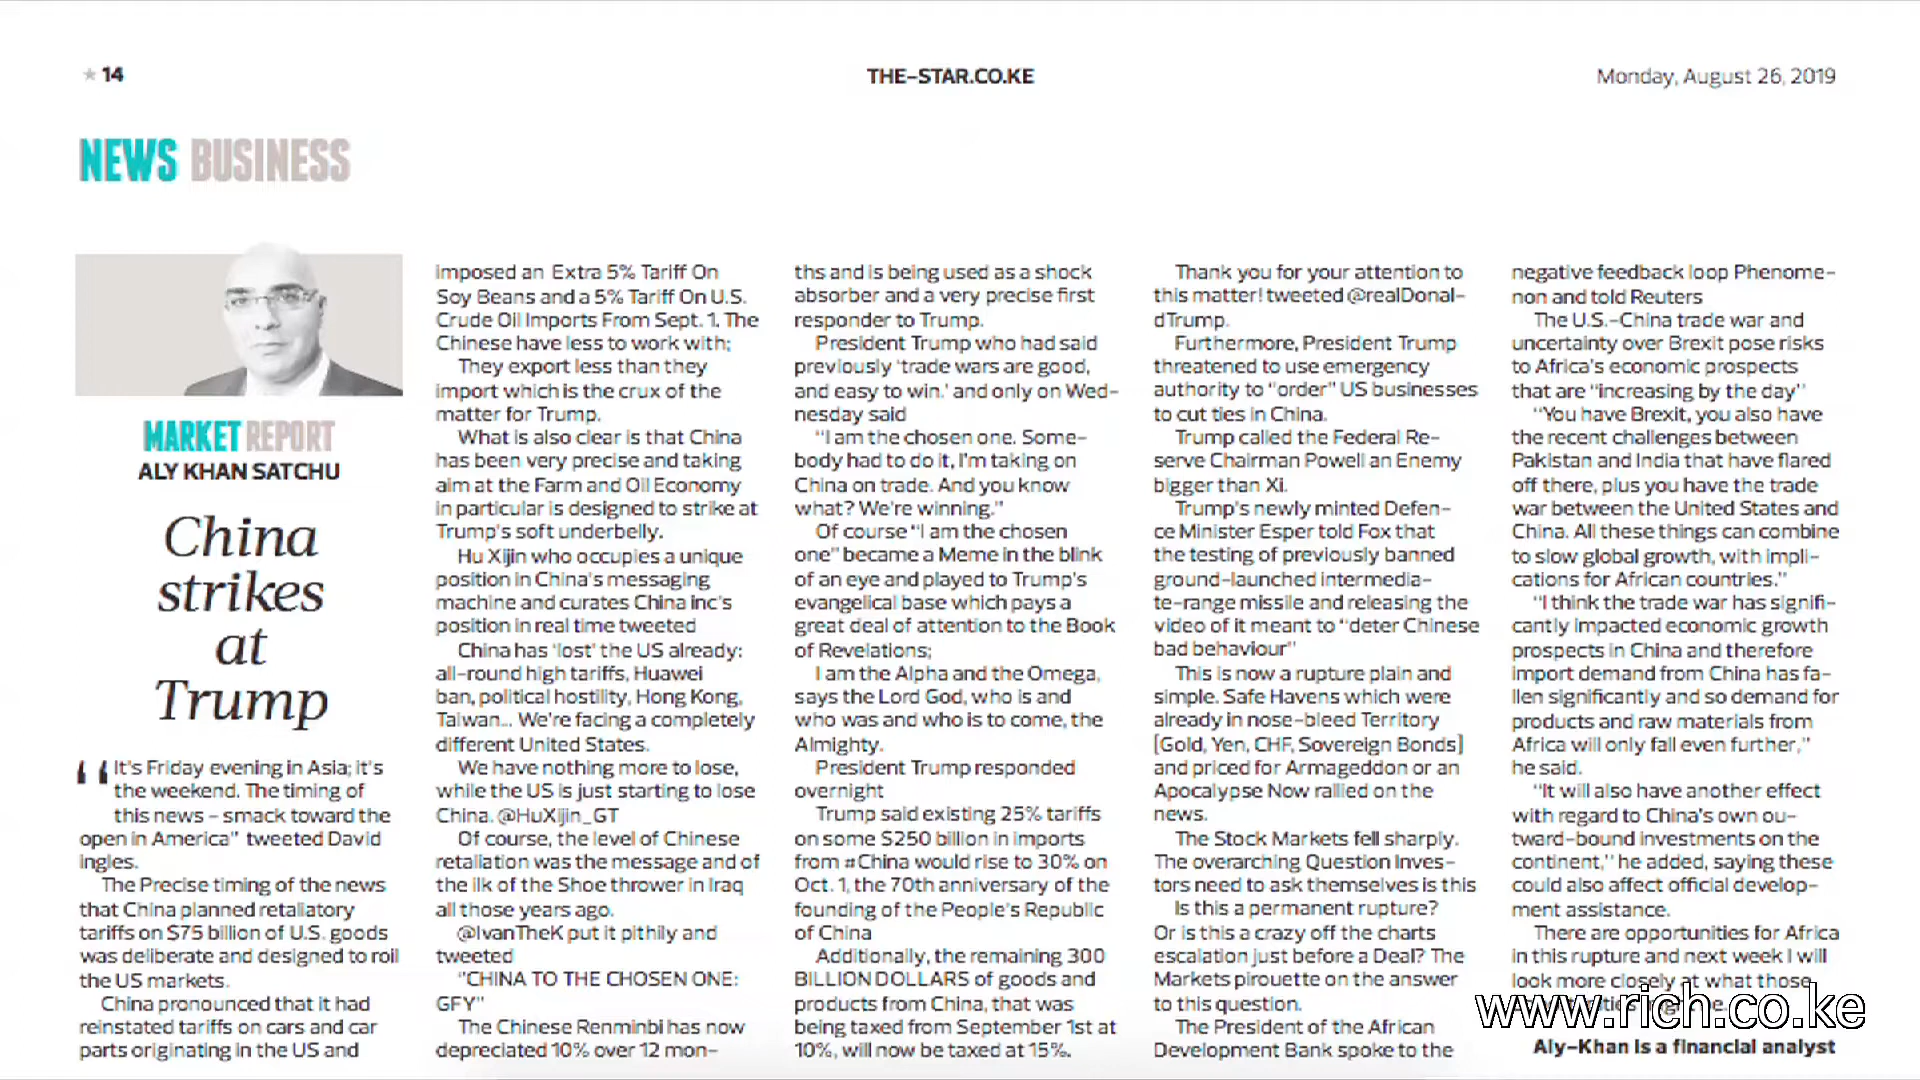 ★ 14
THE-STAR.CO.KE
Monday, August 26, 2019
NEWS BUSINESS
MARKET REPORT
ALY KHAN SATCHU
China
strikes
at
Trump
“It's Friday evening in Asia; it's
the weekend. The timing of
this news - smack toward the
open in America” tweeted David
Ingles.
The Precise timing of the news
that China planned retaliatory
tariffs on $75 billion of U.S. goods
was deliberate and designed to roil
the US markets.
China pronounced that it had
reinstated tariffs on cars and car
parts originating in the US and
imposed an Extra 5% Tariff On
Soy Beans and a 5% Tariff On U.S.
Crude Oil Imports From Sept. 1. The
Chinese have less to work with;
They export less than they
import which is the crux of the
matter for Trump.
What is also clear is that China
has been very precise and taking
aim at the Farm and Oil Economy
in particular is designed to strike at
Trump's soft underbelly.
Hu Xijin who occupies a unique
position in China's messaging
machine and curates China Inc's
position in real time tweeted
China has 'lost' the US already:
all-round high tariffs, Huawei
ban, political hostility, Hong Kong,
Taiwan... We're facing a completely
different United States.
We have nothing more to lose,
while the US is just starting to lose
China. @HuXijin_GT
Of course, the level of Chinese
retaliation was the message and of
the ilk of the Shoe thrower in Iraq
all those years ago.
@IvanTheK put it pithily and
tweeted
“CHINA TO THE CHOSEN ONE:
GFY”
The Chinese Renminbi has now
depreciated 10% over 12 mon-
ths and is being used as a shock
absorber and a very precise first
responder to Trump.
President Trump who had said
previously 'trade wars are good,
and easy to win.' and only on Wed-
nesday said
“I am the chosen one. Some-
body had to do it, I'm taking on
China on trade. And you know
what? We're winning.”
Of course “I am the chosen
one” became a Meme in the blink
of an eye and played to Trump's
evangelical base which pays a
great deal of attention to the Book
of Revelations;
I am the Alpha and the Omega,
says the Lord God, who is and
who was and who is to come, the
Almighty.
President Trump responded
overnight
Trump said existing 25% tariffs
on some $250 billion in imports
from #China would rise to 30% on
Oct. 1, the 70th anniversary of the
founding of the People's Republic
of China
Additionally, the remaining 300
BILLION DOLLARS of goods and
products from China, that was
being taxed from September 1st at
10%, will now be taxed at 15%.
Thank you for your attention to
this matter! tweeted @realDonal-
dTrump.
Furthermore, President Trump
threatened to use emergency
authority to “order” US businesses
to cut ties in China.
Trump called the Federal Re-
serve Chairman Powell an Enemy
bigger than Xi.
Trump's newly minted Defen-
ce Minister Esper told Fox that
the testing of previously banned
ground-launched intermedia-
te-range missile and releasing the
video of it meant to “deter Chinese
bad behaviour”
This is now a rupture plain and
simple. Safe Havens which were
already in nose-bleed Territory
[Gold, Yen, CHF, Sovereign Bonds]
and priced for Armageddon or an
Apocalypse Now rallied on the
news.
The Stock Markets fell sharply.
The overarching Question Inves-
tors need to ask themselves is this
Is this a permanent rupture?
Or is this a crazy off the charts
escalation just before a Deal? The
Markets pirouette on the answer
to this question.
The President of the African
Development Bank spoke to the
negative feedback loop Phenome-
non and told Reuters
The U.S.-China trade war and
uncertainty over Brexit pose risks
to Africa's economic prospects
that are “increasing by the day”
“You have Brexit, you also have
the recent challenges between
Pakistan and India that have flared
off there, plus you have the trade
war between the United States and
China. All these things can combine
to slow global growth, with impli-
cations for African countries.”
“I think the trade war has signifi-
cantly impacted economic growth
prospects in China and therefore
import demand from China has fa-
llen significantly and so demand for
products and raw materials from
Africa will only fall even further,”
he said.
“It will also have another effect
with regard to China's own ou-
tward-bound investments on the
continent,” he added, saying these
could also affect official develop-
ment assistance.
There are opportunities for Africa
in this rupture and next week I will
look more closely at what those
www.rich.co.ke
Aly-Khan is a financial analyst